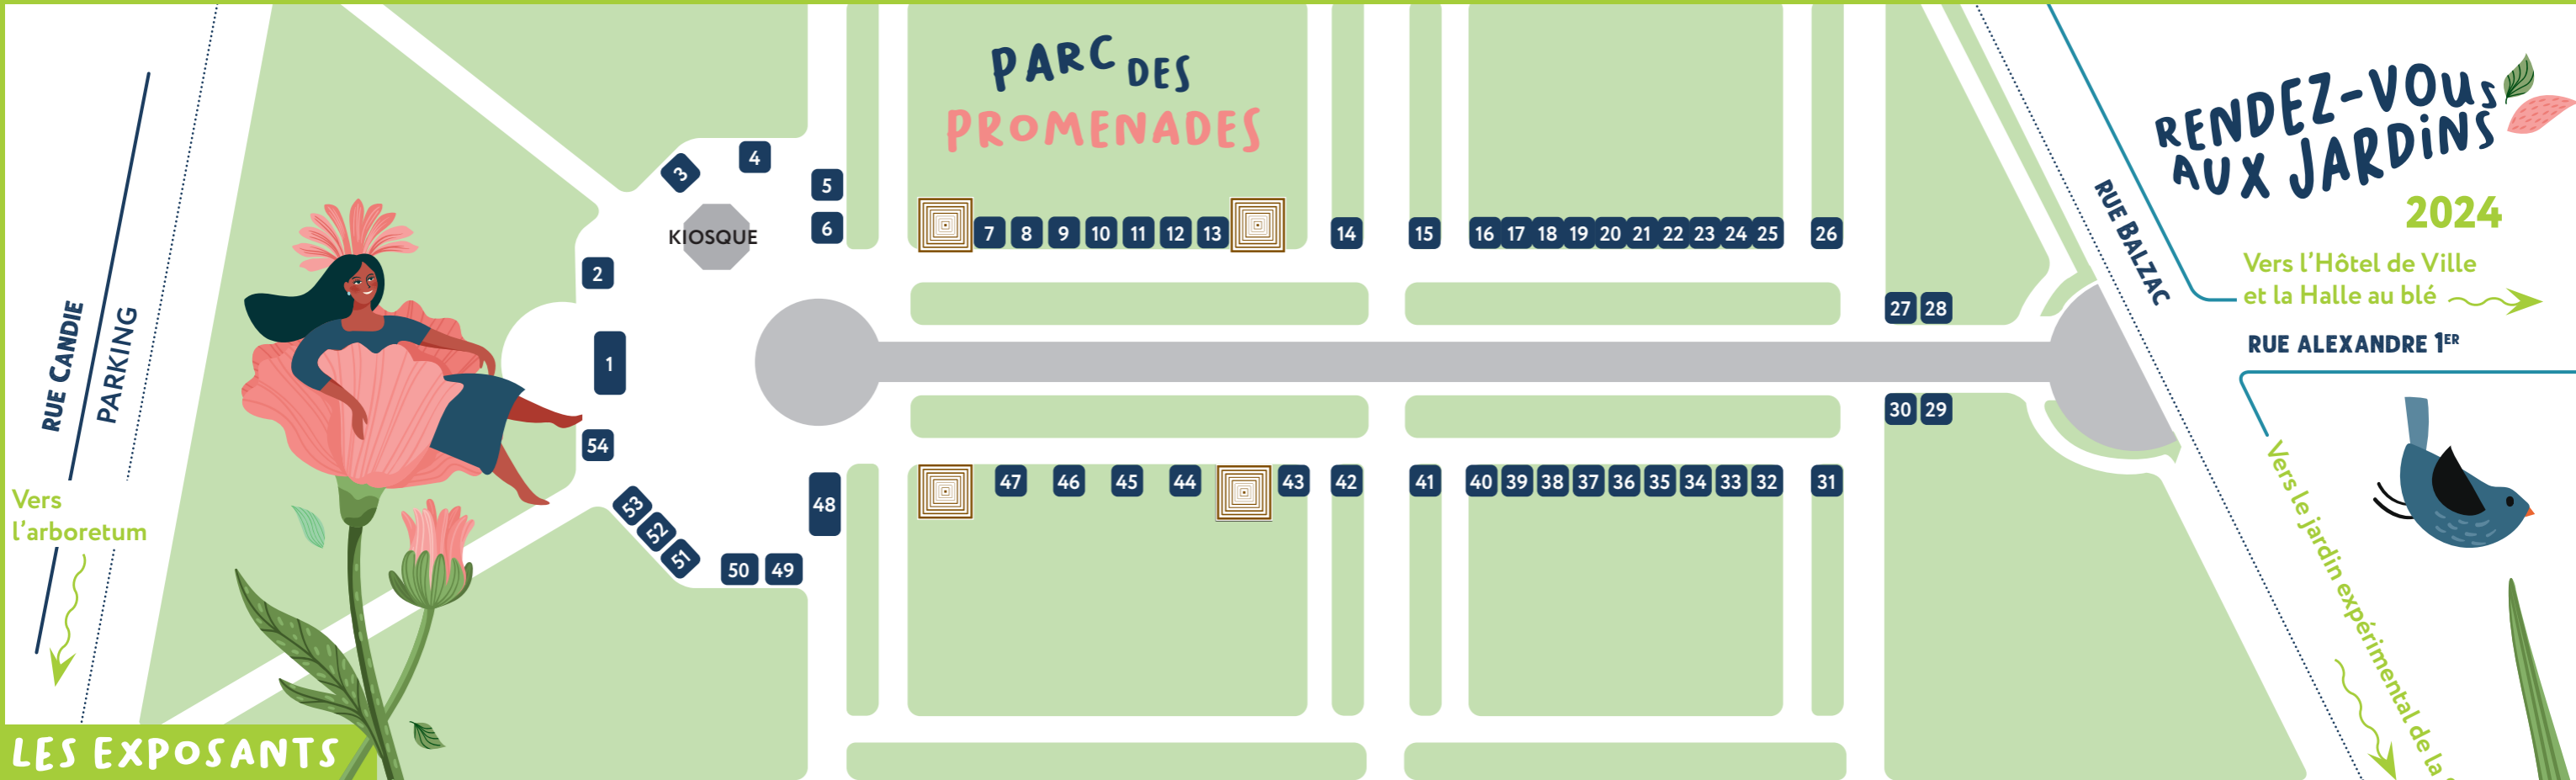 PARC DES
PROMENADES
RENDEZ-VOUS
AUX JARDINS
2024
Vers l'Hôtel de Ville
et la Halle au blé
RUE ALEXANDRE 1ER
RUE BALZAC
Vers le jardin expérimental de la
RUE CANDIE
PARKING
Vers
l'arboretum
KIOSQUE
3
4
5
6
7 8 9 10 11 12 13
14
15
16 17 18 19 20 21 22 23 24 25
26
2
27 28
1
30 29
54
47 46 45 44 43 42
41
40 39 38 37 36 35 34 33 32
31
48
53
52
51
50 49
LES EXPOSANTS